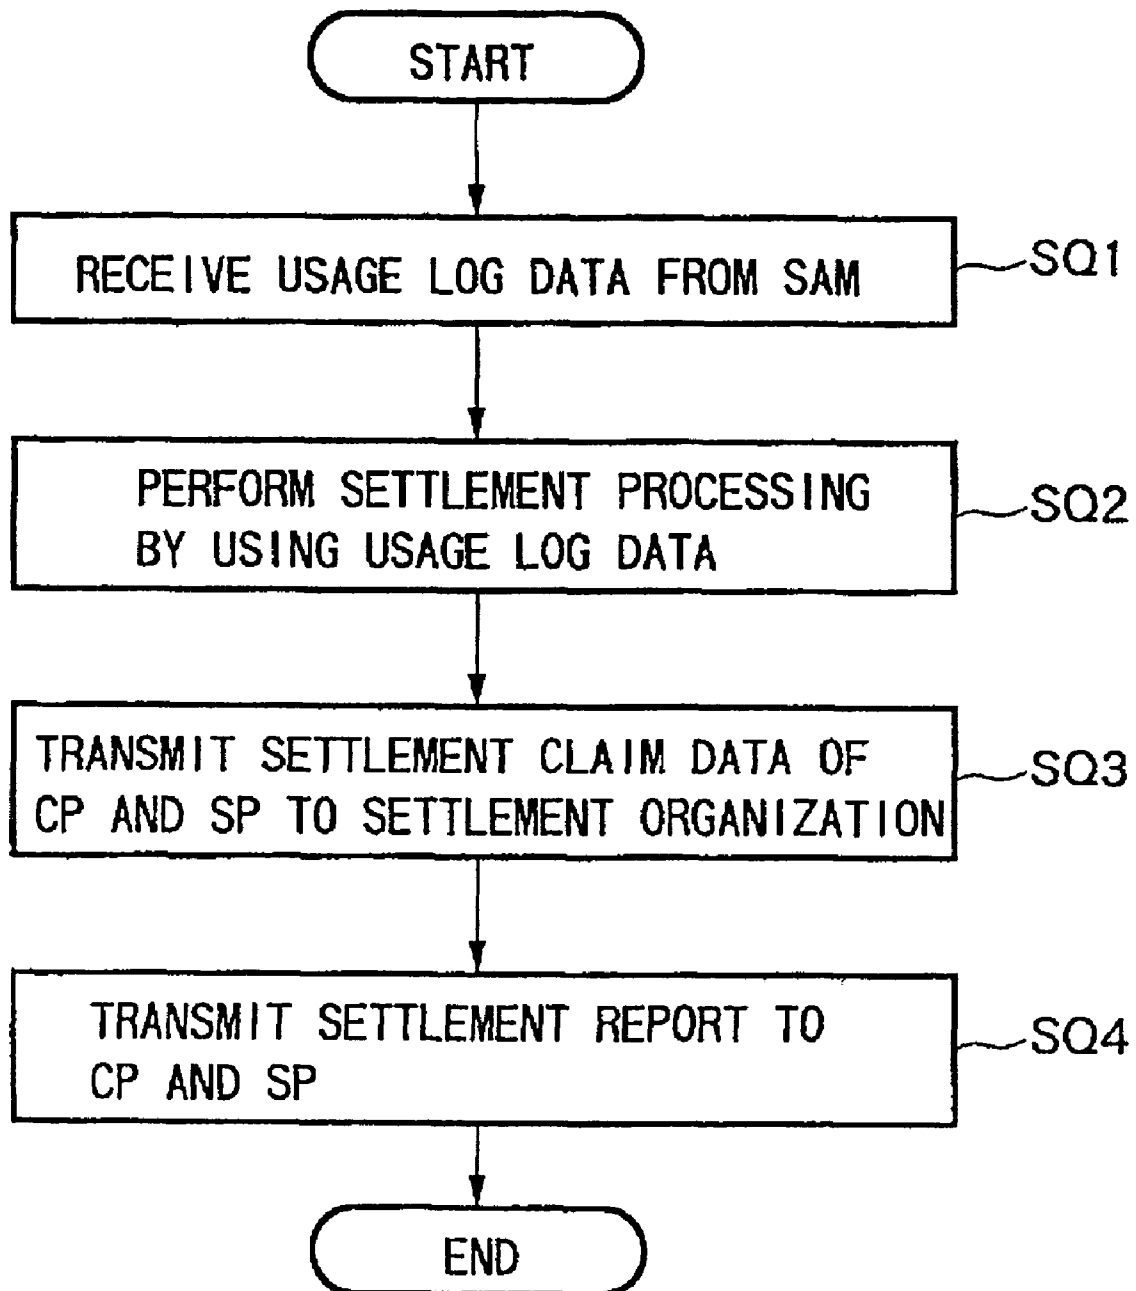 START
RECEIVE USAGE LOG DATA FROM SAM
SQ1
PERFORM SETTLEMENT PROCESSING
BY USING USAGE LOG DATA
SQ2
TRANSMIT SETTLEMENT CLAIM DATA OF
CP AND SP TO SETTLEMENT ORGANIZATION
SQ3
TRANSMIT SETTLEMENT REPORT TO
CP AND SP
SQ4
END